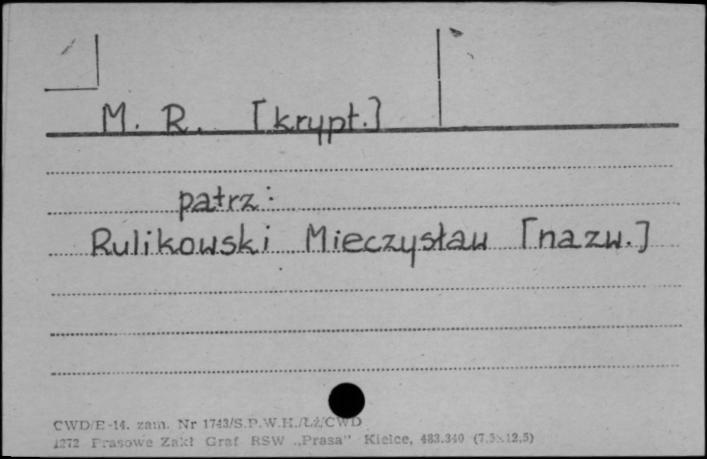 M. R. [krypt.]
patrz:
Rulikowski Mieczysław [nazw.]
CWD/E-14. zam. Nr 1743/S.P.W.H./Łż/CWD
1272 Prasowe Zakł Graf RSW „Prasa" Kielce, 483.340 (7,5x12,5)